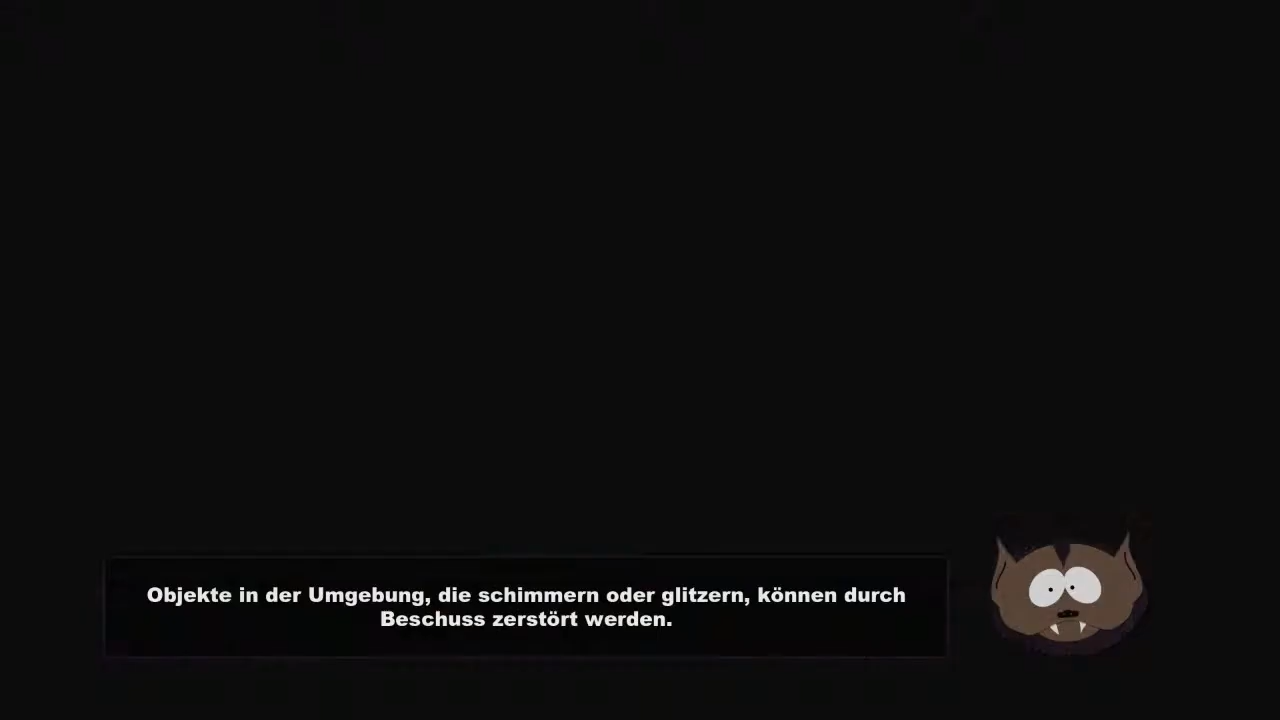 Objekte in der Umgebung, die schimmern oder glitzern, können durch
Beschuss zerstört werden.